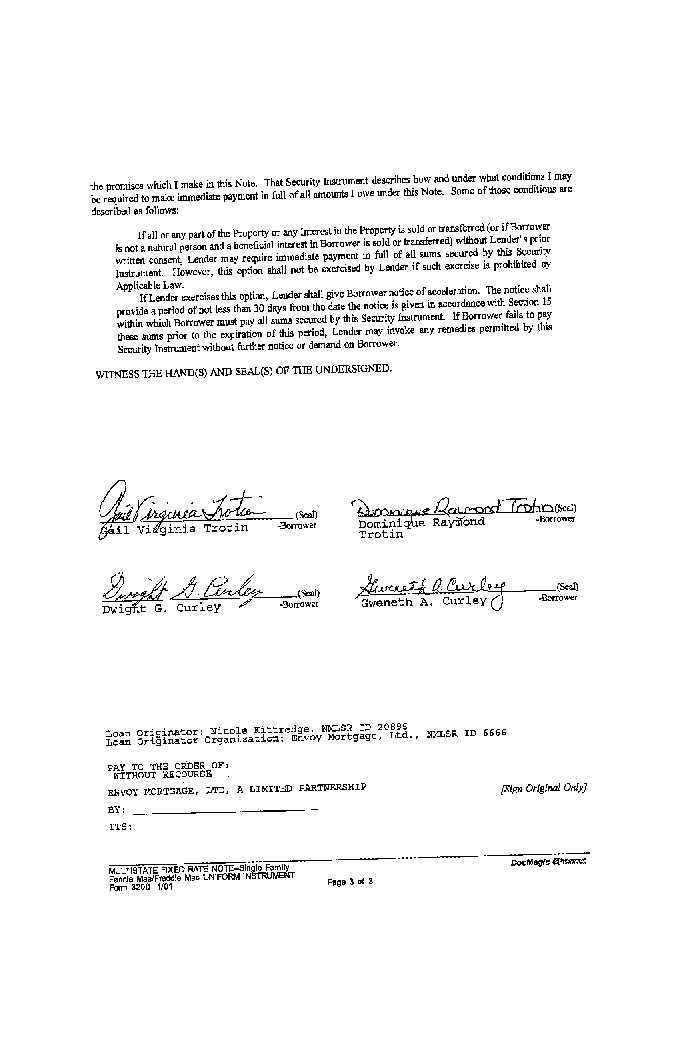 the promises which I make in this Note. That Security Instrument describes how and under what conditions I may
be required to make immediate payment in full of all amounts I owe under this Note. Some of those conditions are
described as follows:
If all or any part of the Property or any Interest in the Property is sold or transferred (or if Borrower
is not a natural person and a beneficial interest in Borrower is sold or transferred) without Lender's prior
written consent, Lender may require immediate payment in full of all sums secured by this Security
Instrument. However, this option shall not be exercised by Lender if such exercise is prohibited by
Applicable Law.
If Lender exercises this option, Lender shall give Borrower notice of acceleration. The notice shall
provide a period of not less than 30 days from the date the notice is given in accordance with Section 15
within which Borrower must pay all sums secured by this Security Instrument. If Borrower fails to pay
these sums prior to the expiration of this period, Lender may invoke any remedies permitted by this
Security Instrument without further notice or demand on Borrower.
WITNESS THE HAND(S) AND SEAL(S) OF THE UNDERSIGNED.
Gail Virginia Trotin (Seal) Dominique Raymond Trotin (Seal)
Gail Virginia Trotin -Borrower Dominique Raymond -Borrower
Trotin
Dwight G. Curley (Seal) Gweneth A. Curley (Seal)
Dwight G. Curley -Borrower Gweneth A. Curley -Borrower
Loan Originator: Nicole Kittredge, NMLSR ID 20896
Loan Originator Organization: Envoy Mortgage, Ltd., NMLSR ID 6666
PAY TO THE ORDER OF:
WITHOUT RECOURSE
ENVOY MORTGAGE, LTD, A LIMITED PARTNERSHIP [Sign Original Only]
BY:
ITS:
MULTISTATE FIXED RATE NOTE--Single Family DocMagic
Fannie Mae/Freddie Mac UNIFORM INSTRUMENT
Form 3200 1/01 Page 3 of 3